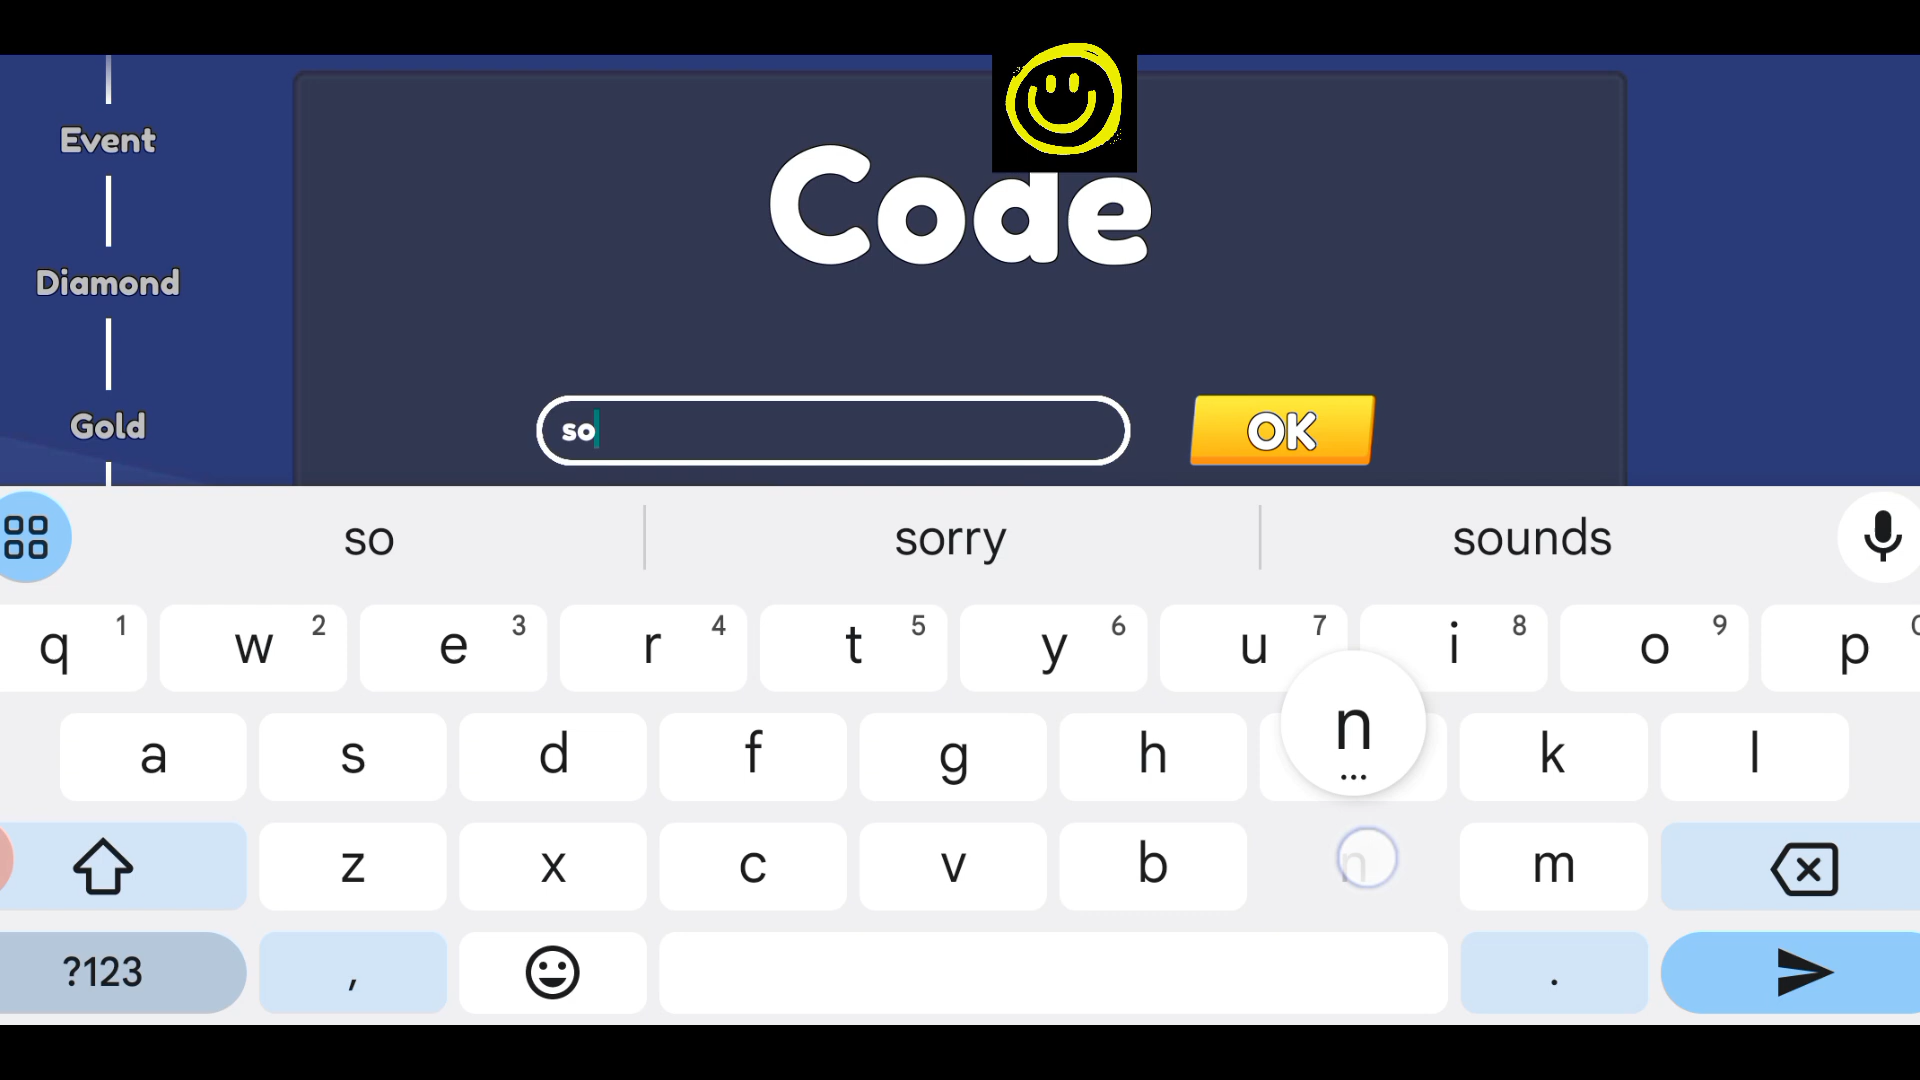 Event
Code
Diamond
Gold
so
OK
so sorry sounds
q 1 w 2 e 3 r 4 t 5 y 6 u 7 i 8 o 9 p 0
a s d f g h n ... k l
z x c v b n m
?123 , .